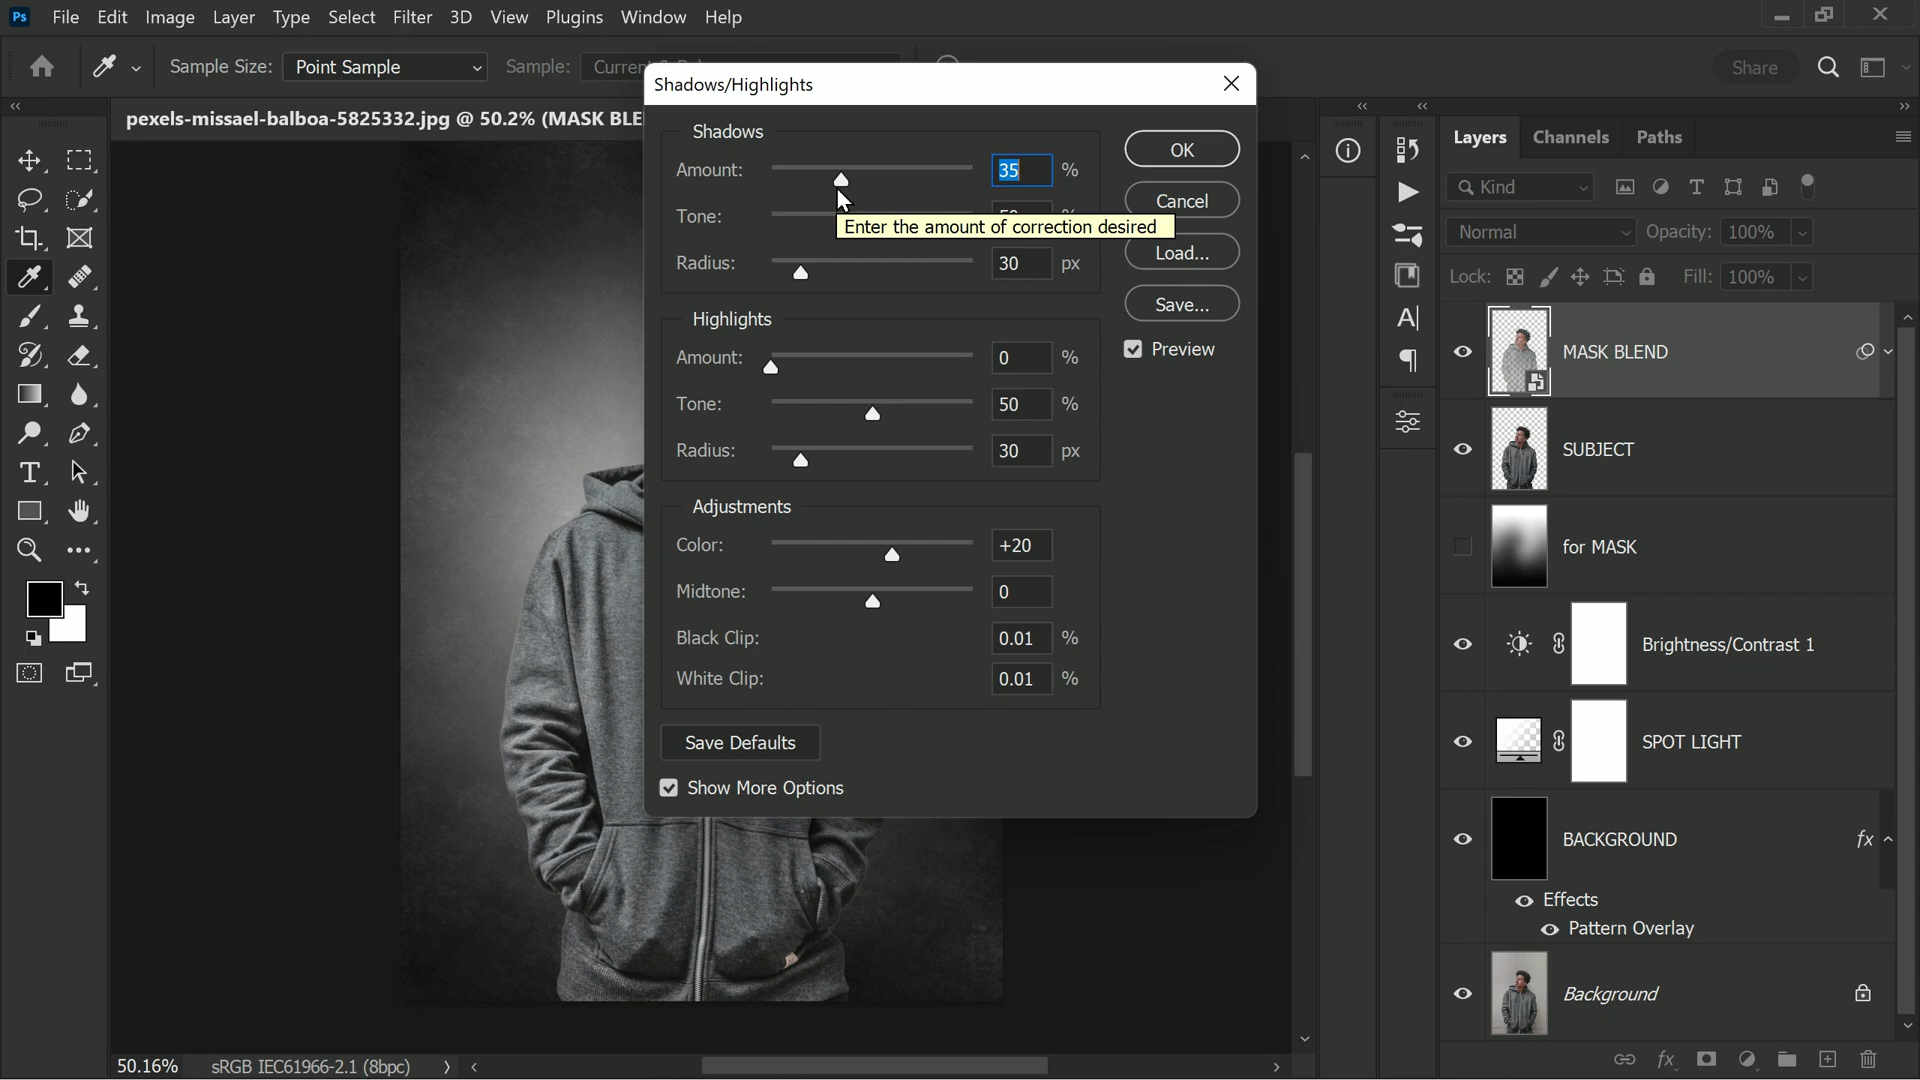 Ps File Edit Image Layer Type Select Filter 3D View Plugins Window Help
Sample Size: Point Sample Sample: Current Share
Shadows/Highlights
pexels-missael-balboa-5825332.jpg @ 50.2% (MASK BLE
Shadows
Amount: 35 %
Tone:
Enter the amount of correction desired
Radius: 30 px
Highlights
Amount: 0 %
Tone: 50 %
Radius: 30 px
Adjustments
Color: +20
Midtone: 0
Black Clip: 0.01 %
White Clip: 0.01 %
Save Defaults
Show More Options
OK
Cancel
Load...
Save...
Preview
Layers Channels Paths
Kind
Normal Opacity: 100%
Lock: Fill: 100%
MASK BLEND
SUBJECT
for MASK
Brightness/Contrast 1
SPOT LIGHT
BACKGROUND fx
Effects
Pattern Overlay
Background
50.16% sRGB IEC61966-2.1 (8bpc)
fx